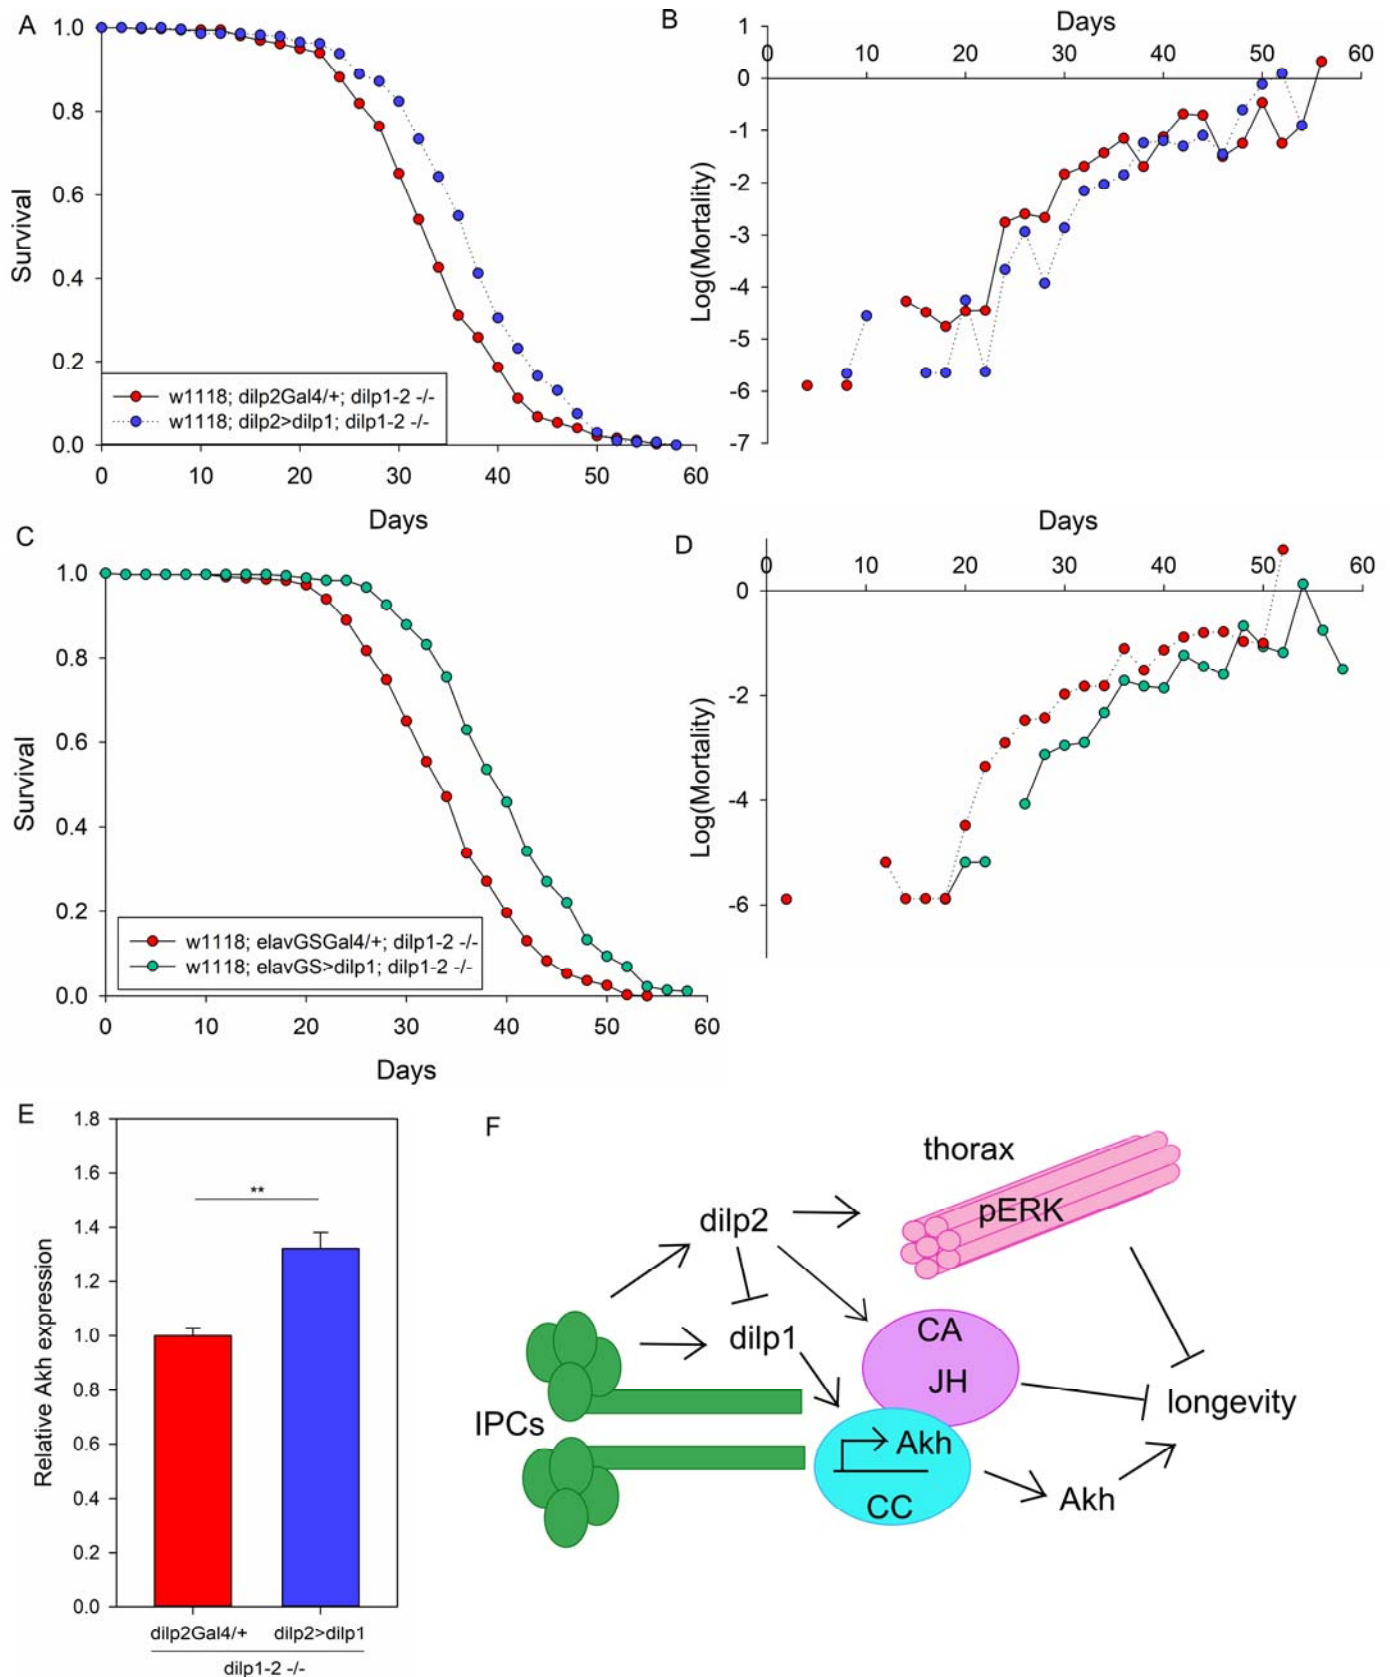 A
1.0
0.8
0.6
0.4
0.2
0.0
Survival
w1118; dilp2Gal4/+; dilp1-2 -/-
w1118; dilp2>dilp1; dilp1-2 -/-
0 10 20 30 40 50 60
Days
B
Days
0 10 20 30 40 50 60
1
0
-1
-2
-3
-4
-5
-6
-7
Log(Mortality)
C
1.0
0.8
0.6
0.4
0.2
0.0
Survival
w1118; elavGSGal4/+; dilp1-2 -/-
w1118; elavGS>dilp1; dilp1-2 -/-
0 10 20 30 40 50 60
Days
D
Days
0 10 20 30 40 50 60
0
-2
-4
-6
Log(Mortality)
E
1.8
1.6
1.4
1.2
1.0
0.8
0.6
0.4
0.2
0.0
Relative Akh expression
**
dilp2Gal4/+ dilp2>dilp1
dilp1-2 -/-
F
thorax
dilp2
pERK
dilp1
CA
JH
longevity
IPCs
Akh
CC
Akh